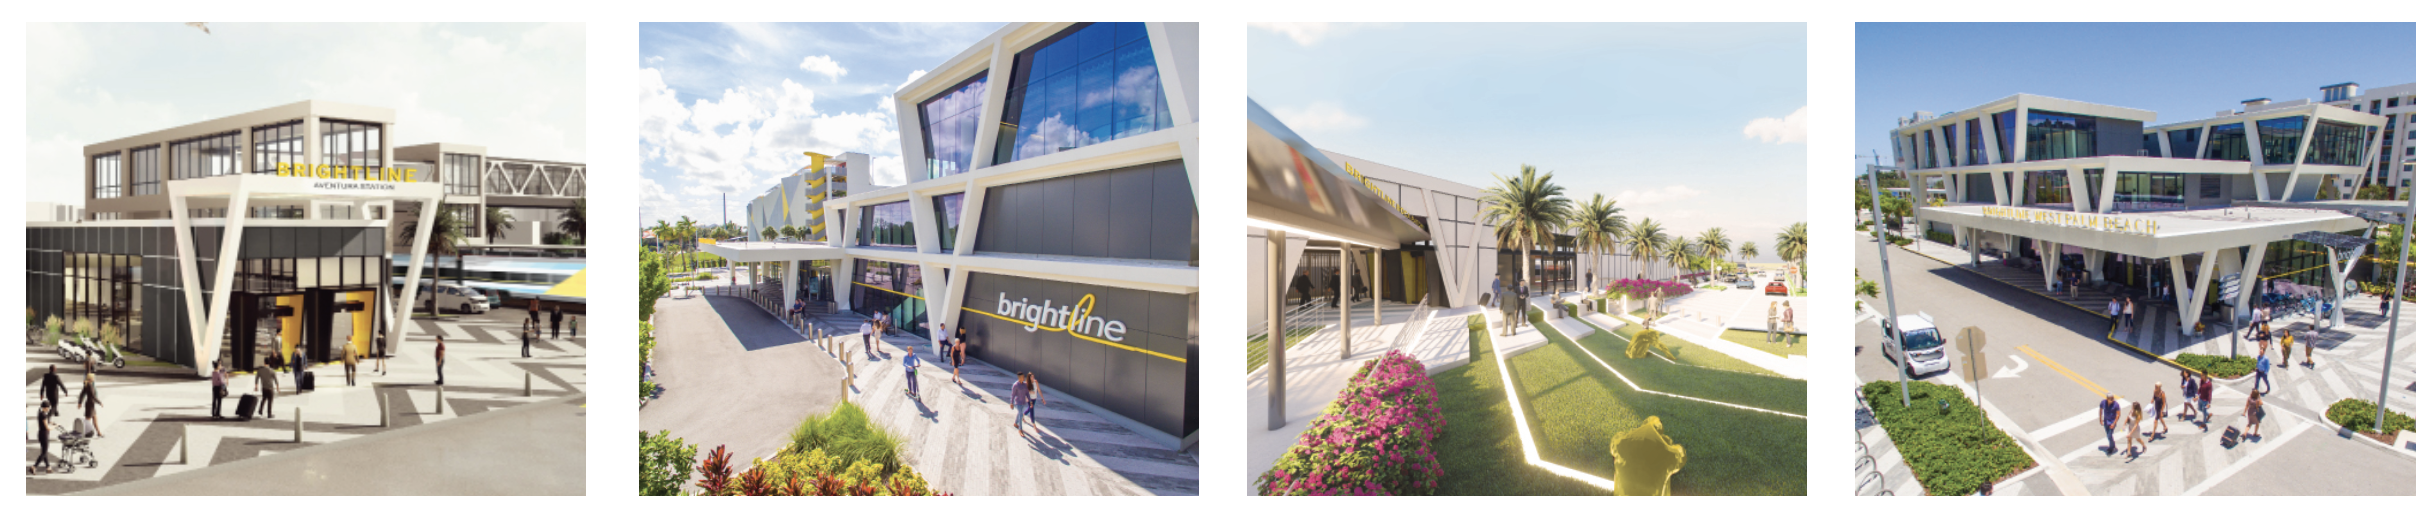 BRIGHTLINE
AVENTURA STATION
brightline
BRIGHTLINE WEST PALM BEACH